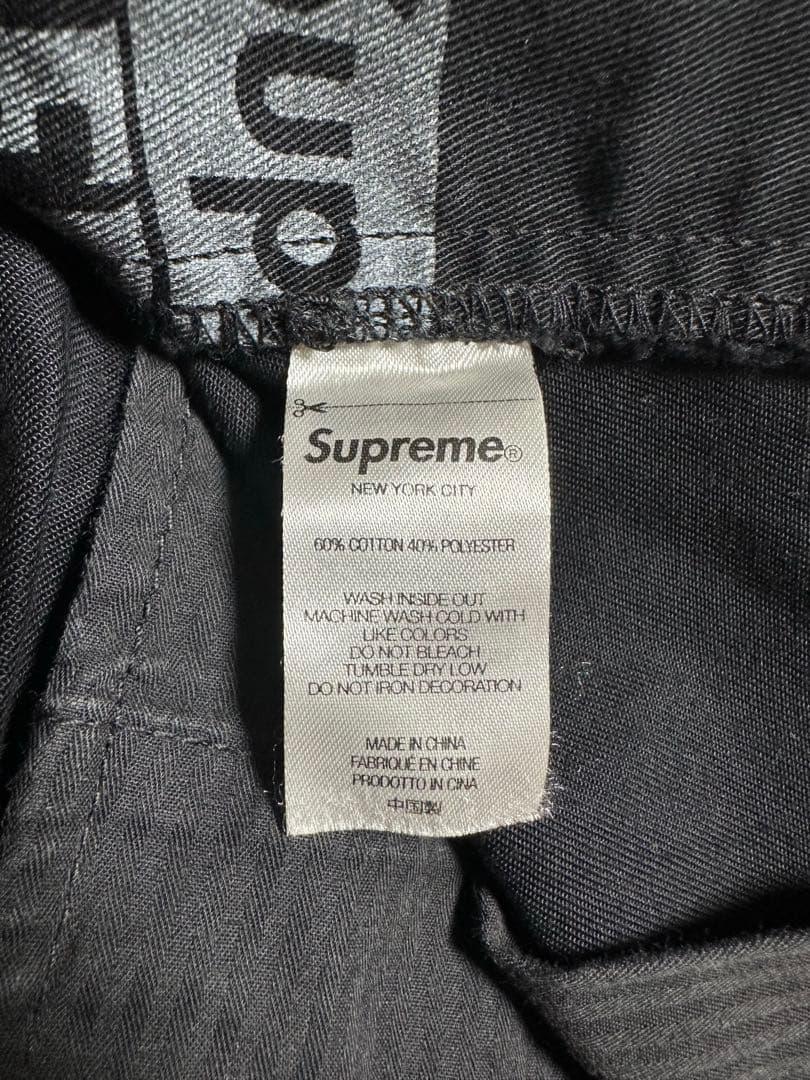 sup
Supreme®
NEW YORK CITY
60% COTTON 40% POLYESTER
WASH INSIDE OUT
MACHINE WASH COLD WITH
LIKE COLORS
DO NOT BLEACH
TUMBLE DRY LOW
DO NOT IRON DECORATION
MADE IN CHINA
FABRIQUÉ EN CHINE
PRODOTTO IN CINA
中国製